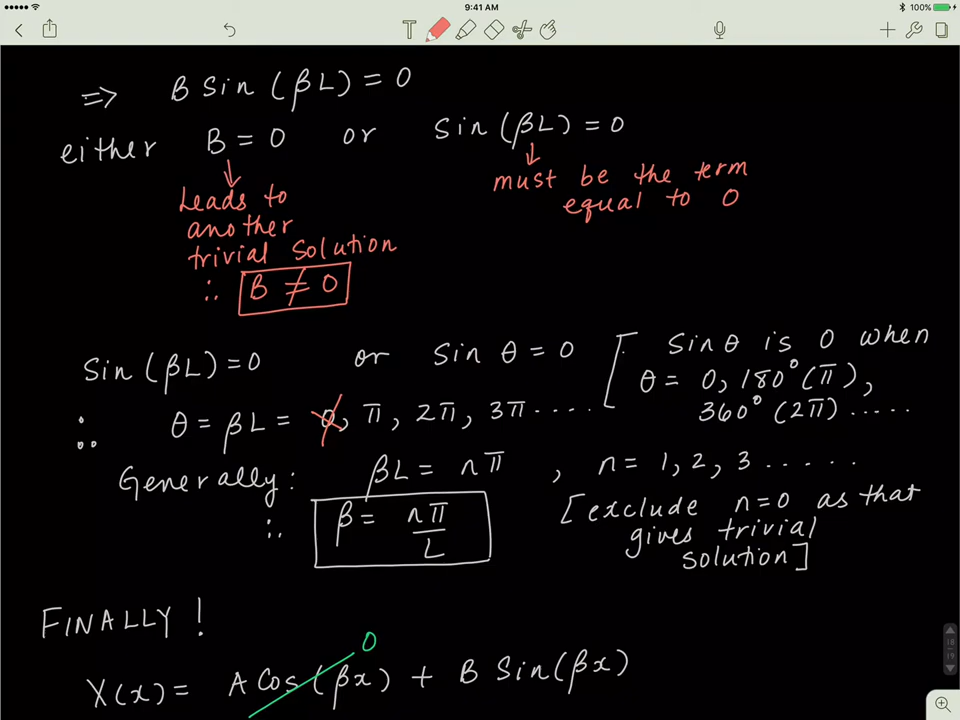 9:41 AM
100%
T
=> B Sin (βL) = 0
either B = 0 or Sin (βL) = 0
Leads to another trivial Solution
∴ B ≠ 0
must be the term equal to 0
Sin (βL) = 0 or Sin θ = 0 [ Sin θ is 0 when
θ = 0, 180° (π),
360° (2π) .....
∴ θ = βL = 0, π, 2π, 3π ....
Generally: βL = nπ , n = 1, 2, 3 ......
∴ β = nπ/L
[exclude n=0 as that
gives trivial
solution]
FINALLY!
0
X(x) = A Cos (βx) + B Sin(βx)
18
19